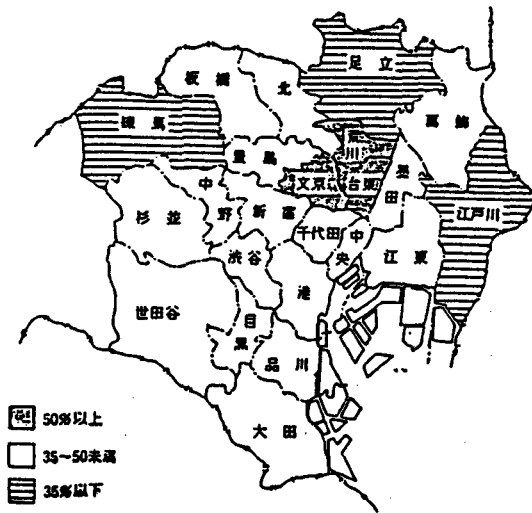 足立
板橋
北
葛飾
練馬
荒川
豊島
文京
台東
墨田
中野
江戸川
杉並
新宿
千代田
中央
渋谷
江東
港
世田谷
目黒
品川
大田
50%以上
35~50未満
35%以下